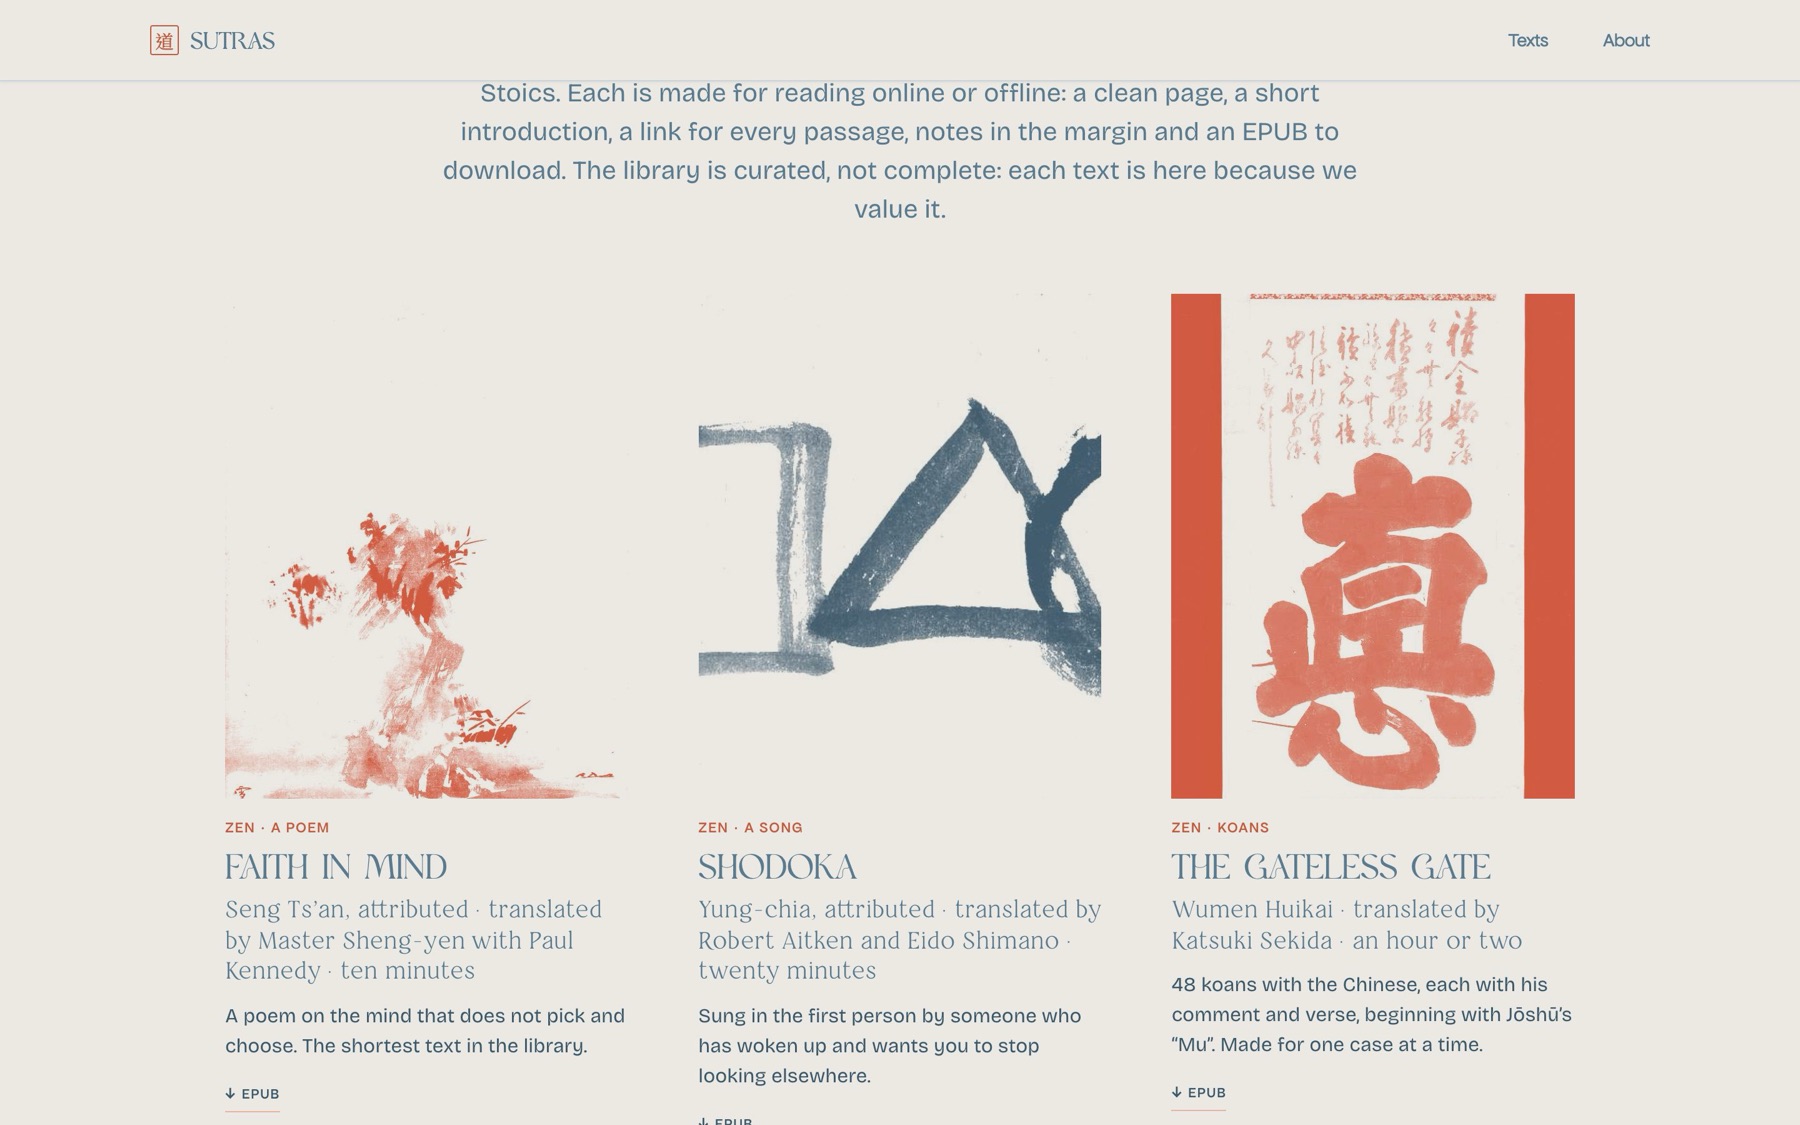 道 SUTRAS
Texts
About
Stoics. Each is made for reading online or offline: a clean page, a short
introduction, a link for every passage, notes in the margin and an EPUB to
download. The library is curated, not complete: each text is here because we
value it.
ZEN · A POEM
FAITH IN MIND
Seng Ts’an, attributed · translated
by Master Sheng-yen with Paul
Kennedy · ten minutes
A poem on the mind that does not pick and
choose. The shortest text in the library.
↓ EPUB
ZEN · A SONG
SHODOKA
Yung-chia, attributed · translated by
Robert Aitken and Eido Shimano ·
twenty minutes
Sung in the first person by someone who
has woken up and wants you to stop
looking elsewhere.
↓ EPUB
ZEN · KOANS
THE GATELESS GATE
Wumen Huikai · translated by
Katsuki Sekida · an hour or two
48 koans with the Chinese, each with his
comment and verse, beginning with Jōshū’s
“Mu”. Made for one case at a time.
↓ EPUB